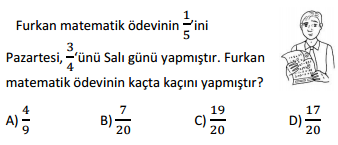 Furkan matematik ödevinin 1/5'ini
Pazartesi, 3/4'ünü Salı günü yapmıştır. Furkan
matematik ödevinin kaçta kaçını yapmıştır?
A) 4/9 B) 7/20 C) 19/20 D) 17/20